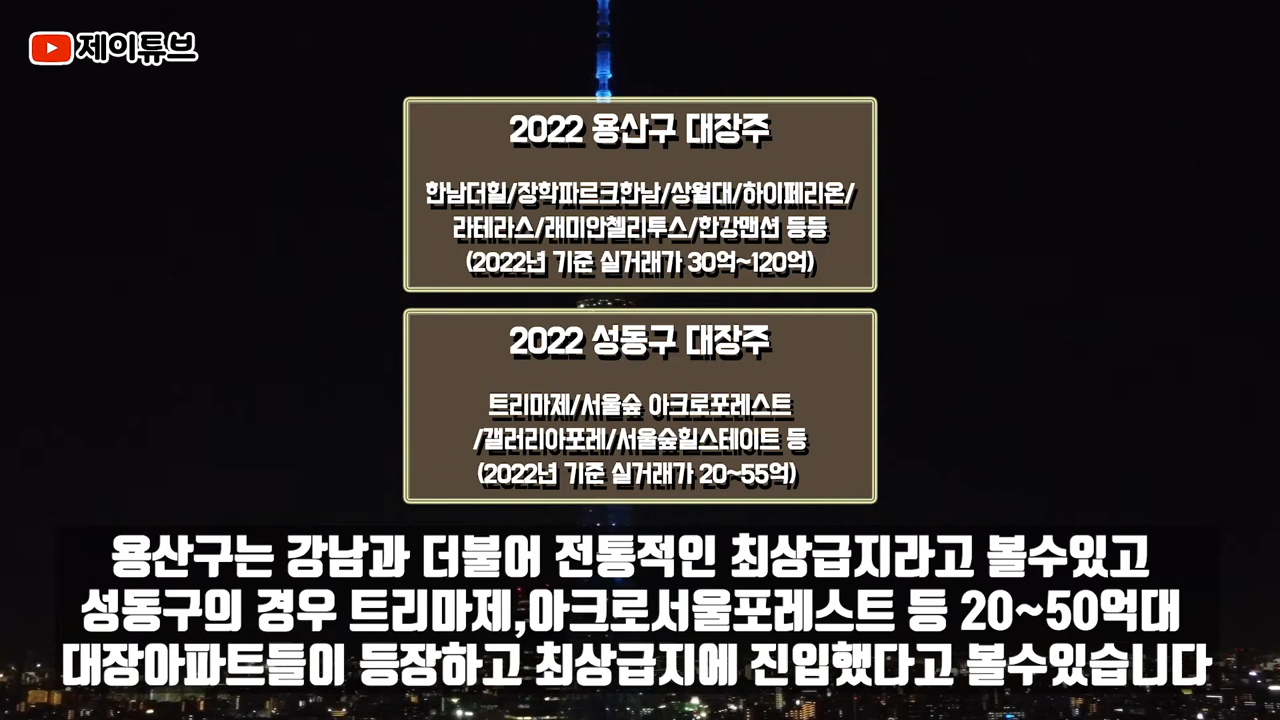 제이튜브
2022 용산구 대장주
한남더힐/장학파르크한남/상월대/하이페리온/
라테라스/래미안첼리투스/한강맨션 등등
(2022년 기준 실거래가 30억~120억)
2022 성동구 대장주
트리마제/서울숲 아크로포레스트
/갤러리아포레/서울숲힐스테이트 등
(2022년 기준 실거래가 20~55억)
용산구는 강남과 더불어 전통적인 최상급지라고 볼수있고
성동구의 경우 트리마제,아크로서울포레스트 등 20~50억대
대장아파트들이 등장하고 최상급지에 진입했다고 볼수있습니다